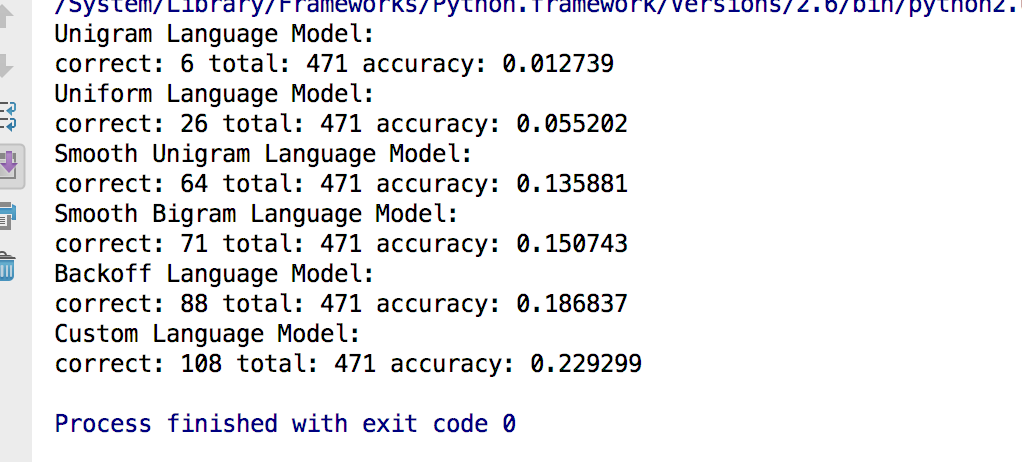 /System/Library/Frameworks/Python.framework/Versions/2.6/bin/python2.
Unigram Language Model:
correct: 6 total: 471 accuracy: 0.012739
Uniform Language Model:
correct: 26 total: 471 accuracy: 0.055202
Smooth Unigram Language Model:
correct: 64 total: 471 accuracy: 0.135881
Smooth Bigram Language Model:
correct: 71 total: 471 accuracy: 0.150743
Backoff Language Model:
correct: 88 total: 471 accuracy: 0.186837
Custom Language Model:
correct: 108 total: 471 accuracy: 0.229299
Process finished with exit code 0